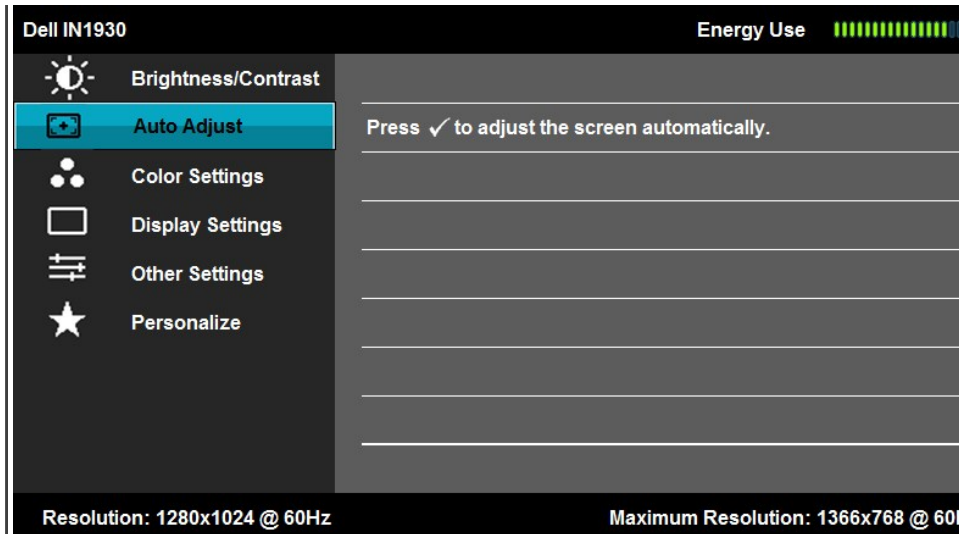 Dell IN1930 Energy Use
Brightness/Contrast
Auto Adjust Press ✓ to adjust the screen automatically.
Color Settings
Display Settings
Other Settings
Personalize
Resolution: 1280x1024 @ 60Hz Maximum Resolution: 1366x768 @